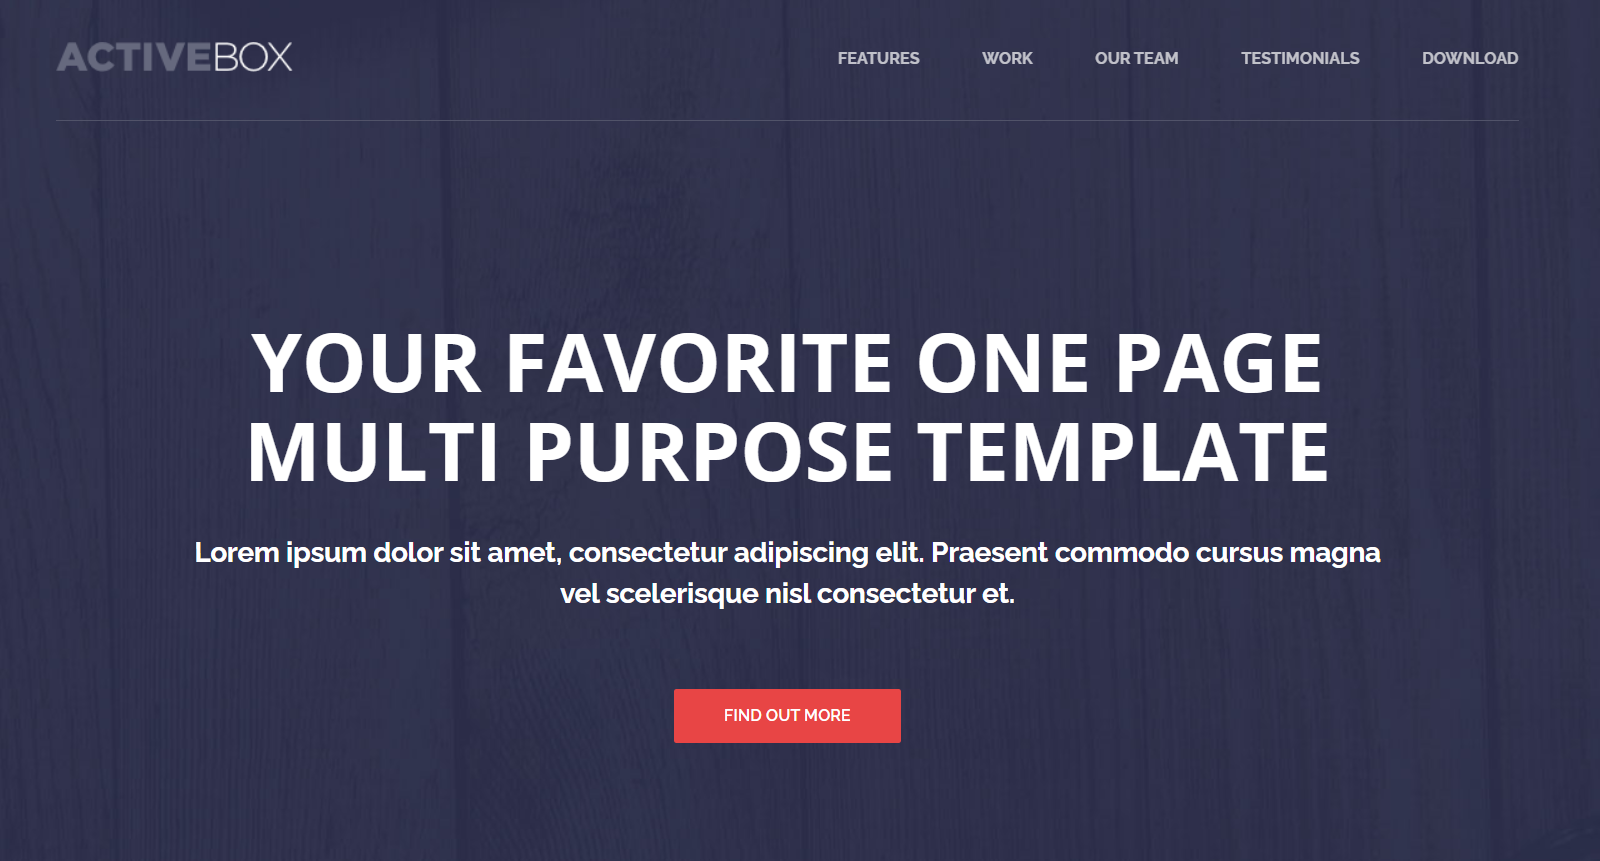 ACTIVEBOX
FEATURES WORK OUR TEAM TESTIMONIALS DOWNLOAD
YOUR FAVORITE ONE PAGE
MULTI PURPOSE TEMPLATE
Lorem ipsum dolor sit amet, consectetur adipiscing elit. Praesent commodo cursus magna
vel scelerisque nisl consectetur et.
FIND OUT MORE